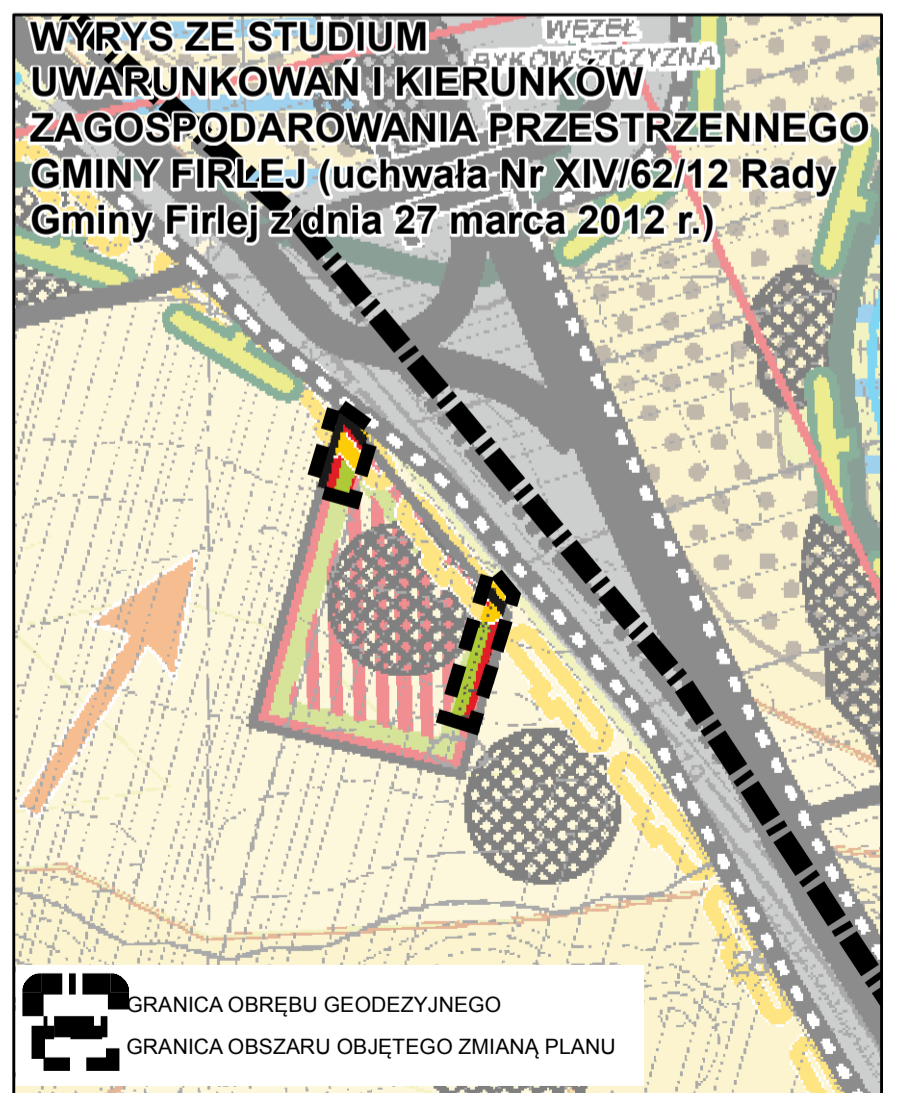 WYRYS ZE STUDIUM
UWARUNKOWAŃ I KIERUNKÓW
ZAGOSPODAROWANIA PRZESTRZENNEGO
GMINY FIRLEJ (uchwała Nr XIV/62/12 Rady
Gminy Firlej z dnia 27 marca 2012 r.)
WĘZEŁ
BYKOWSZCZYZNA
GRANICA OBRĘBU GEODEZYJNEGO
GRANICA OBSZARU OBJĘTEGO ZMIANĄ PLANU